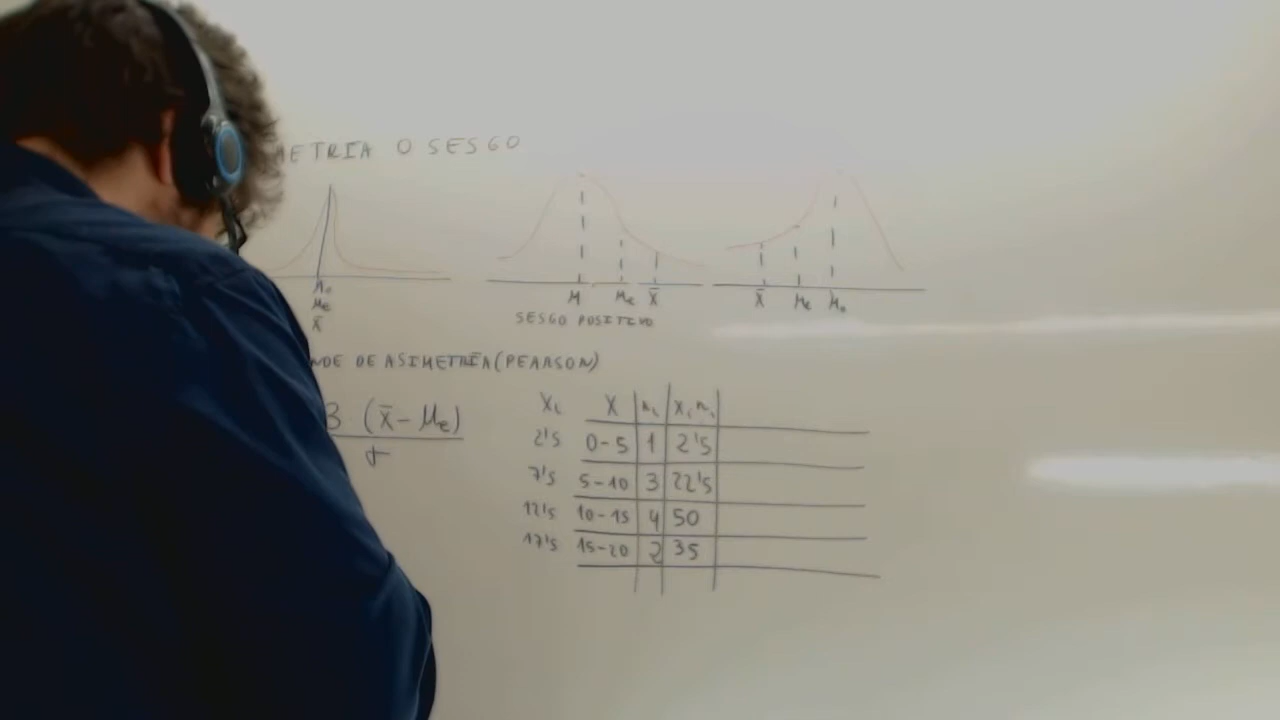 METRIA O SESGO
Mo
Me
X̄
M Me X̄
SESGO POSITIVO
X̄ Me Mo
DE ASIMETRÍA (PEARSON)
3 (x̄ - Me)
σ
Xi X ni Xi ni
2'5 0-5 1 2'5
7'5 5-10 3 22'5
12'5 10-15 4 50
17'5 15-20 2 35